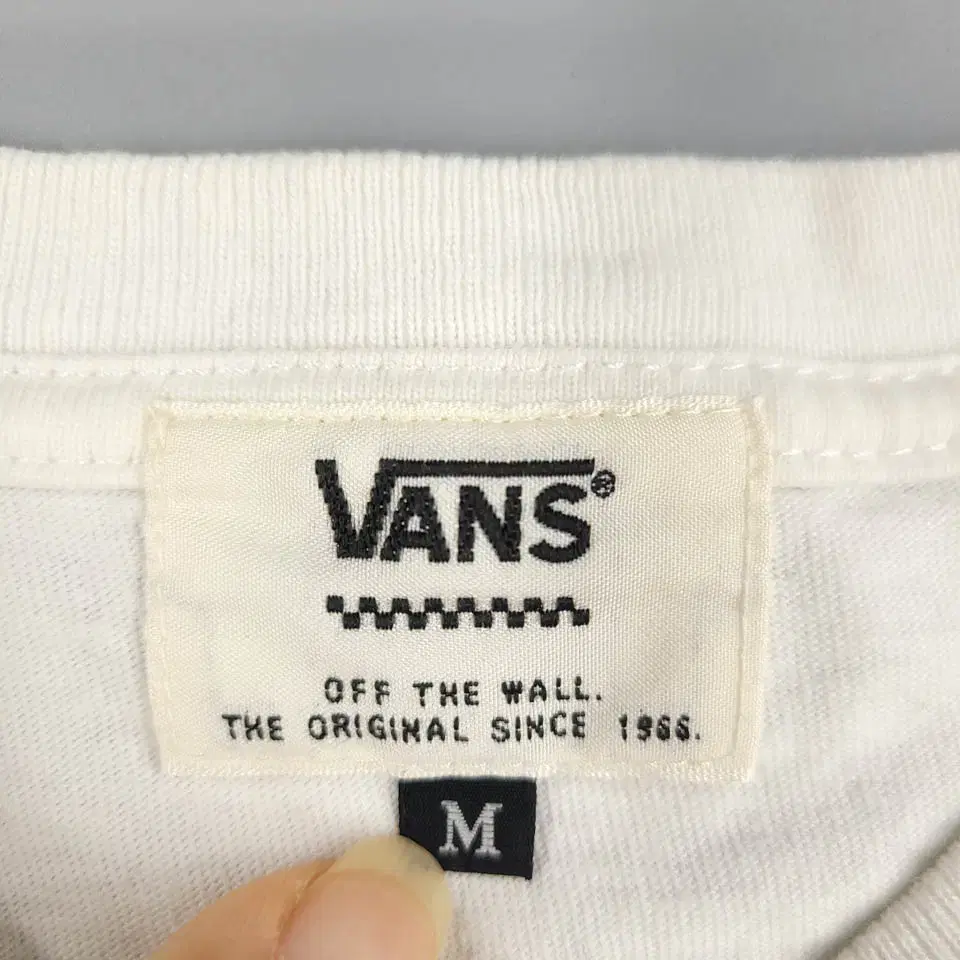 VANS®
OFF THE WALL.
THE ORIGINAL SINCE 1966.
M